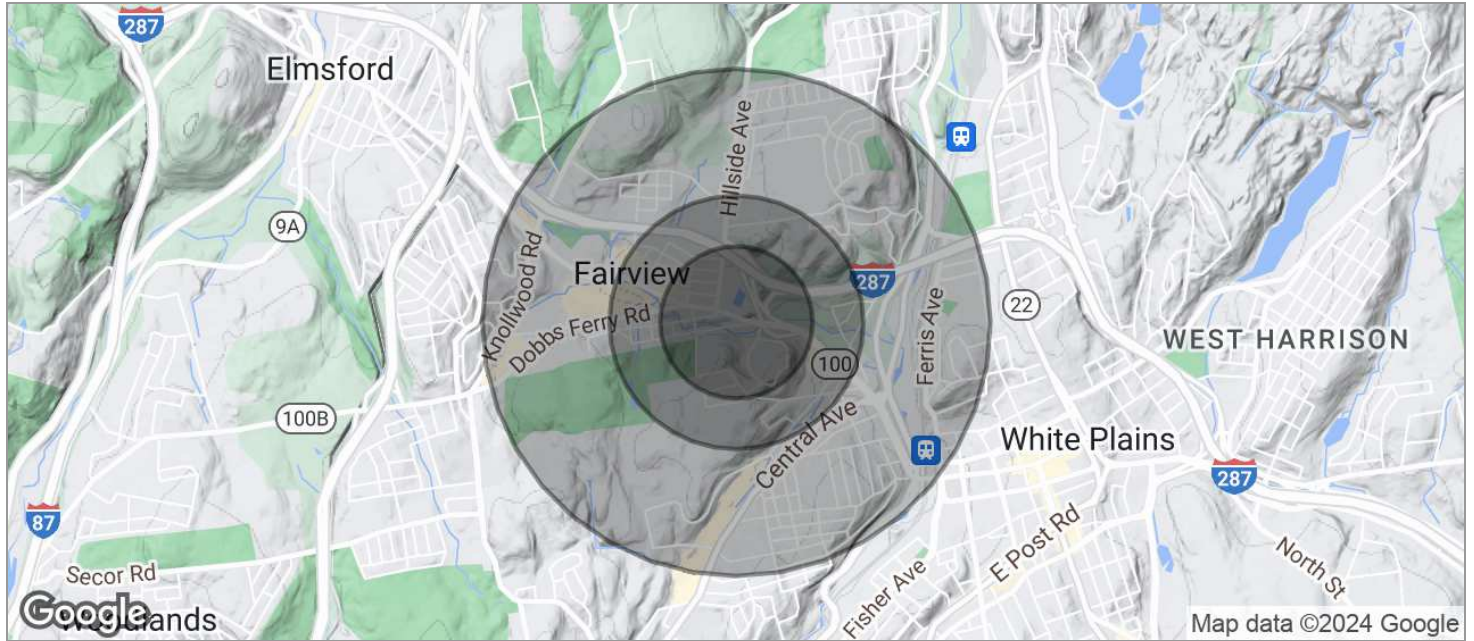 287
Elmsford
Hillside Ave
9A
Knollwood Rd
Fairview
287
Dobbs Ferry Rd
Ferris Ave
22
WEST HARRISON
100
100B
Central Ave
White Plains
287
87
E Post Rd
Secor Rd
North St
Fisher Ave
Google
Map data ©2024 Google